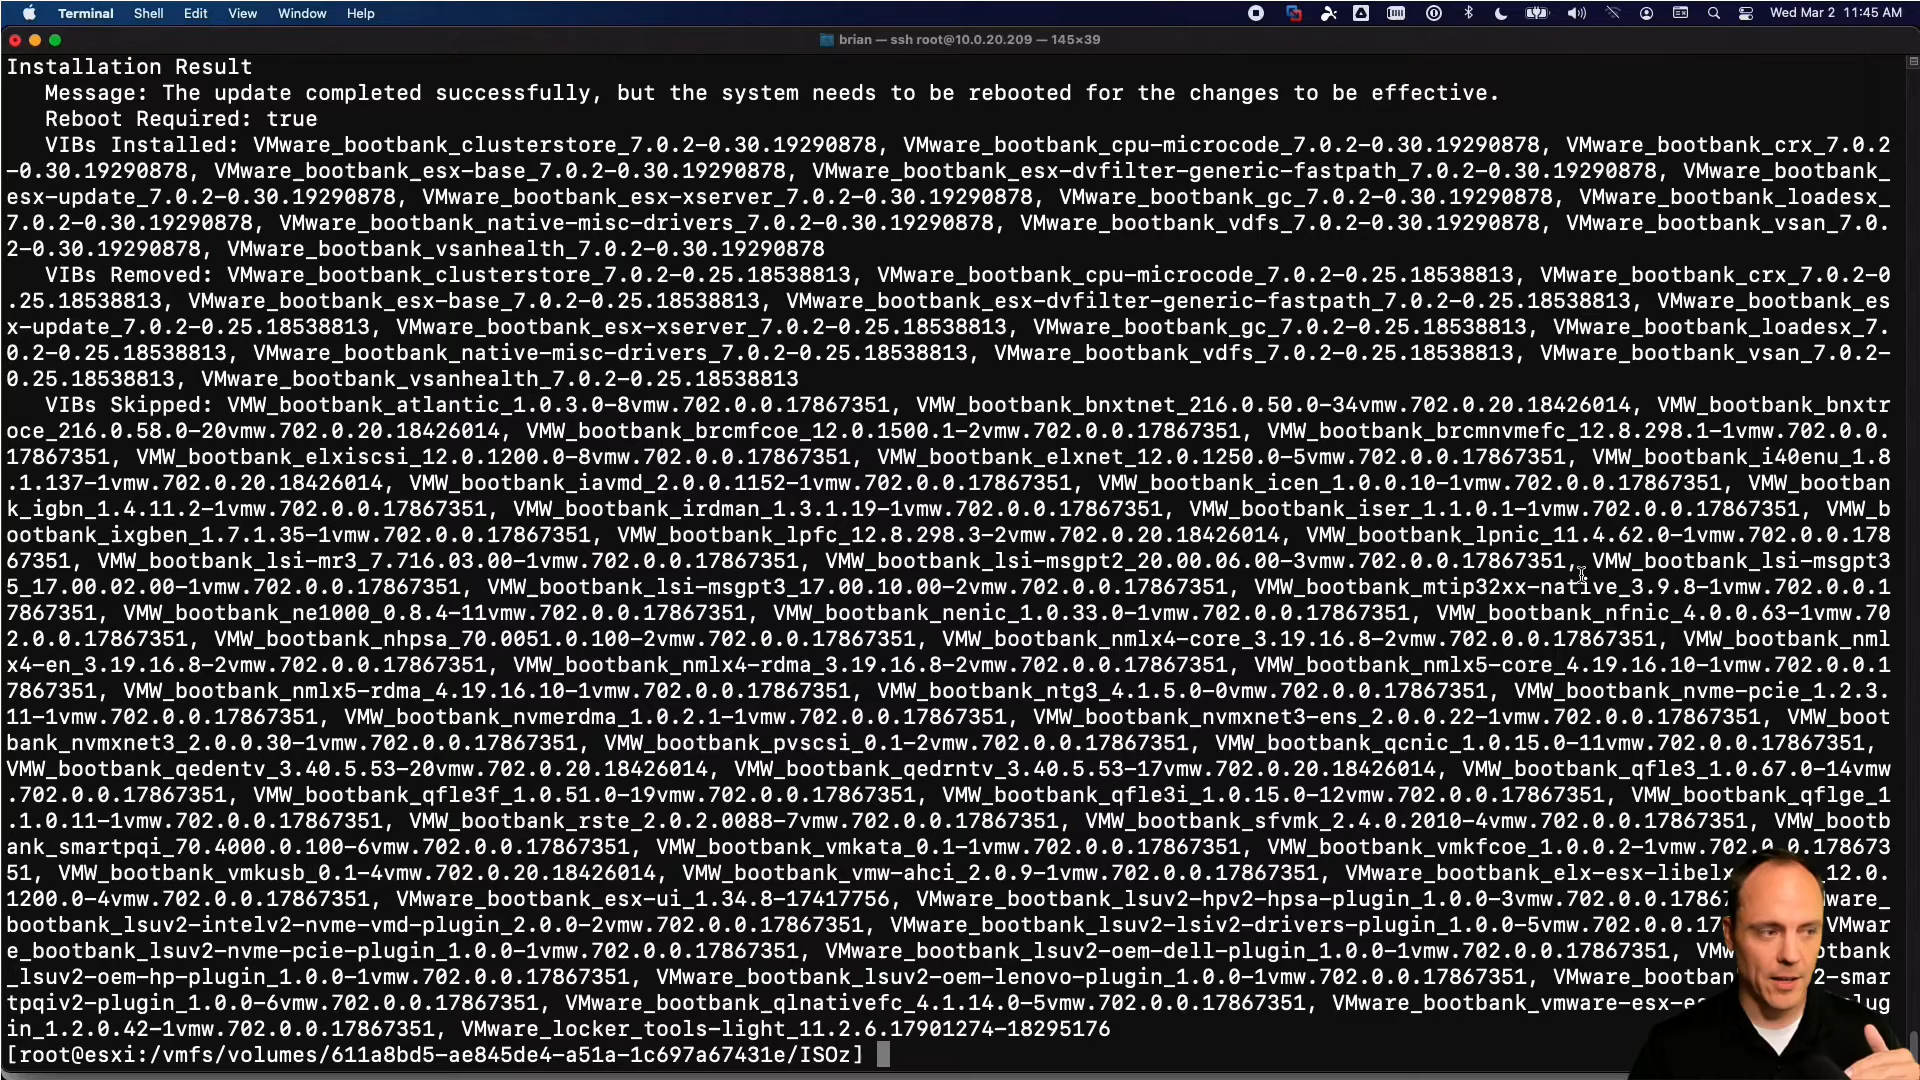 Terminal Shell Edit View Window Help Wed Mar 2 11:45 AM
brian — ssh root@10.0.20.209 — 145×39
Installation Result
Message: The update completed successfully, but the system needs to be rebooted for the changes to be effective.
Reboot Required: true
VIBs Installed: VMware_bootbank_clusterstore_7.0.2-0.30.19290878, VMware_bootbank_cpu-microcode_7.0.2-0.30.19290878, VMware_bootbank_crx_7.0.2
-0.30.19290878, VMware_bootbank_esx-base_7.0.2-0.30.19290878, VMware_bootbank_esx-dvfilter-generic-fastpath_7.0.2-0.30.19290878, VMware_bootbank_
esx-update_7.0.2-0.30.19290878, VMware_bootbank_esx-xserver_7.0.2-0.30.19290878, VMware_bootbank_gc_7.0.2-0.30.19290878, VMware_bootbank_loadesx_
7.0.2-0.30.19290878, VMware_bootbank_native-misc-drivers_7.0.2-0.30.19290878, VMware_bootbank_vdfs_7.0.2-0.30.19290878, VMware_bootbank_vsan_7.0.
2-0.30.19290878, VMware_bootbank_vsanhealth_7.0.2-0.30.19290878
VIBs Removed: VMware_bootbank_clusterstore_7.0.2-0.25.18538813, VMware_bootbank_cpu-microcode_7.0.2-0.25.18538813, VMware_bootbank_crx_7.0.2-0
.25.18538813, VMware_bootbank_esx-base_7.0.2-0.25.18538813, VMware_bootbank_esx-dvfilter-generic-fastpath_7.0.2-0.25.18538813, VMware_bootbank_es
x-update_7.0.2-0.25.18538813, VMware_bootbank_esx-xserver_7.0.2-0.25.18538813, VMware_bootbank_gc_7.0.2-0.25.18538813, VMware_bootbank_loadesx_7.
0.2-0.25.18538813, VMware_bootbank_native-misc-drivers_7.0.2-0.25.18538813, VMware_bootbank_vdfs_7.0.2-0.25.18538813, VMware_bootbank_vsan_7.0.2-
0.25.18538813, VMware_bootbank_vsanhealth_7.0.2-0.25.18538813
VIBs Skipped: VMW_bootbank_atlantic_1.0.3.0-8vmw.702.0.0.17867351, VMW_bootbank_bnxtnet_216.0.50.0-34vmw.702.0.20.18426014, VMW_bootbank_bnxtr
oce_216.0.58.0-20vmw.702.0.20.18426014, VMW_bootbank_brcmfcoe_12.0.1500.1-2vmw.702.0.0.17867351, VMW_bootbank_brcmnvmefc_12.8.298.1-1vmw.702.0.0.
17867351, VMW_bootbank_elxiscsi_12.0.1200.0-8vmw.702.0.0.17867351, VMW_bootbank_elxnet_12.0.1250.0-5vmw.702.0.0.17867351, VMW_bootbank_i40enu_1.8
.1.137-1vmw.702.0.20.18426014, VMW_bootbank_iavmd_2.0.0.1152-1vmw.702.0.0.17867351, VMW_bootbank_icen_1.0.0.10-1vmw.702.0.0.17867351, VMW_bootban
k_igbn_1.4.11.2-1vmw.702.0.0.17867351, VMW_bootbank_irdman_1.3.1.19-1vmw.702.0.0.17867351, VMW_bootbank_iser_1.1.0.1-1vmw.702.0.0.17867351, VMW_b
ootbank_ixgben_1.7.1.35-1vmw.702.0.0.17867351, VMW_bootbank_lpfc_12.8.298.3-2vmw.702.0.20.18426014, VMW_bootbank_lpnic_11.4.62.0-1vmw.702.0.0.178
67351, VMW_bootbank_lsi-mr3_7.716.03.00-1vmw.702.0.0.17867351, VMW_bootbank_lsi-msgpt2_20.00.06.00-3vmw.702.0.0.17867351, VMW_bootbank_lsi-msgpt3
5_17.00.02.00-1vmw.702.0.0.17867351, VMW_bootbank_lsi-msgpt3_17.00.10.00-2vmw.702.0.0.17867351, VMW_bootbank_mtip32xx-native_3.9.8-1vmw.702.0.0.1
7867351, VMW_bootbank_ne1000_0.8.4-11vmw.702.0.0.17867351, VMW_bootbank_nenic_1.0.33.0-1vmw.702.0.0.17867351, VMW_bootbank_nfnic_4.0.0.63-1vmw.70
2.0.0.17867351, VMW_bootbank_nhpsa_70.0051.0.100-2vmw.702.0.0.17867351, VMW_bootbank_nmlx4-core_3.19.16.8-2vmw.702.0.0.17867351, VMW_bootbank_nml
x4-en_3.19.16.8-2vmw.702.0.0.17867351, VMW_bootbank_nmlx4-rdma_3.19.16.8-2vmw.702.0.0.17867351, VMW_bootbank_nmlx5-core_4.19.16.10-1vmw.702.0.0.1
7867351, VMW_bootbank_nmlx5-rdma_4.19.16.10-1vmw.702.0.0.17867351, VMW_bootbank_ntg3_4.1.5.0-0vmw.702.0.0.17867351, VMW_bootbank_nvme-pcie_1.2.3.
11-1vmw.702.0.0.17867351, VMW_bootbank_nvmerdma_1.0.2.1-1vmw.702.0.0.17867351, VMW_bootbank_nvmxnet3-ens_2.0.0.22-1vmw.702.0.0.17867351, VMW_boot
bank_nvmxnet3_2.0.0.30-1vmw.702.0.0.17867351, VMW_bootbank_pvscsi_0.1-2vmw.702.0.0.17867351, VMW_bootbank_qcnic_1.0.15.0-11vmw.702.0.0.17867351,
VMW_bootbank_qedentv_3.40.5.53-20vmw.702.0.20.18426014, VMW_bootbank_qedrntv_3.40.5.53-17vmw.702.0.20.18426014, VMW_bootbank_qfle3_1.0.67.0-14vmw
.702.0.0.17867351, VMW_bootbank_qfle3f_1.0.51.0-19vmw.702.0.0.17867351, VMW_bootbank_qfle3i_1.0.15.0-12vmw.702.0.0.17867351, VMW_bootbank_qflge_1
.1.0.11-1vmw.702.0.0.17867351, VMW_bootbank_rste_2.0.2.0088-7vmw.702.0.0.17867351, VMW_bootbank_sfvmk_2.4.0.2010-4vmw.702.0.0.17867351, VMW_bootb
ank_smartpqi_70.4000.0.100-6vmw.702.0.0.17867351, VMW_bootbank_vmkata_0.1-1vmw.702.0.0.17867351, VMW_bootbank_vmkfcoe_1.0.0.2-1vmw.702.0.0.178673
51, VMW_bootbank_vmkusb_0.1-4vmw.702.0.20.18426014, VMW_bootbank_vmw-ahci_2.0.9-1vmw.702.0.0.17867351, VMware_bootbank_elx-esx-libelx 12.0.
1200.0-4vmw.702.0.0.17867351, VMware_bootbank_esx-ui_1.34.8-17417756, VMware_bootbank_lsuv2-hpv2-hpsa-plugin_1.0.0-3vmw.702.0.0.1786 ware_
bootbank_lsuv2-intelv2-nvme-vmd-plugin_2.0.0-2vmw.702.0.0.17867351, VMware_bootbank_lsuv2-lsiv2-drivers-plugin_1.0.0-5vmw.702.0.0.17 VMwar
e_bootbank_lsuv2-nvme-pcie-plugin_1.0.0-1vmw.702.0.0.17867351, VMware_bootbank_lsuv2-oem-dell-plugin_1.0.0-1vmw.702.0.0.17867351, VMw ootbank
_lsuv2-oem-hp-plugin_1.0.0-1vmw.702.0.0.17867351, VMware_bootbank_lsuv2-oem-lenovo-plugin_1.0.0-1vmw.702.0.0.17867351, VMware_bootban 2-smar
tpqiv2-plugin_1.0.0-6vmw.702.0.0.17867351, VMware_bootbank_qlnativefc_4.1.14.0-5vmw.702.0.0.17867351, VMware_bootbank_vmware-esx-es plug
in_1.2.0.42-1vmw.702.0.0.17867351, VMware_locker_tools-light_11.2.6.17901274-18295176
[root@esxi:/vmfs/volumes/611a8bd5-ae845de4-a51a-1c697a67431e/ISOz]